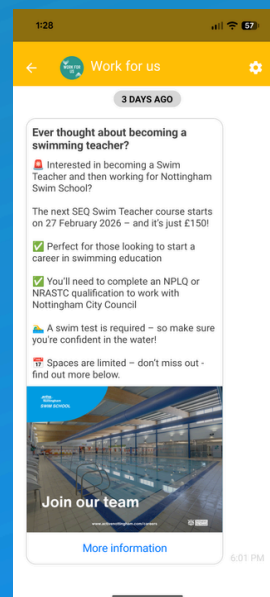 1:28
57
Work for us
3 DAYS AGO
Ever thought about becoming a
swimming teacher?
🚨 Interested in becoming a Swim
Teacher and then working for Nottingham
Swim School?
The next SEQ Swim Teacher course starts
on 27 February 2026 – and it's just £150!
✅ Perfect for those looking to start a
career in swimming education
✅ You'll need to complete an NPLQ or
NRASTC qualification to work with
Nottingham City Council
🏊 A swim test is required – so make sure
you're confident in the water!
📅 Spaces are limited – don't miss out -
find out more below.
Nottingham
SWIM SCHOOL
Join our team
www.activenottingham.com/careers
More information
6:01 PM